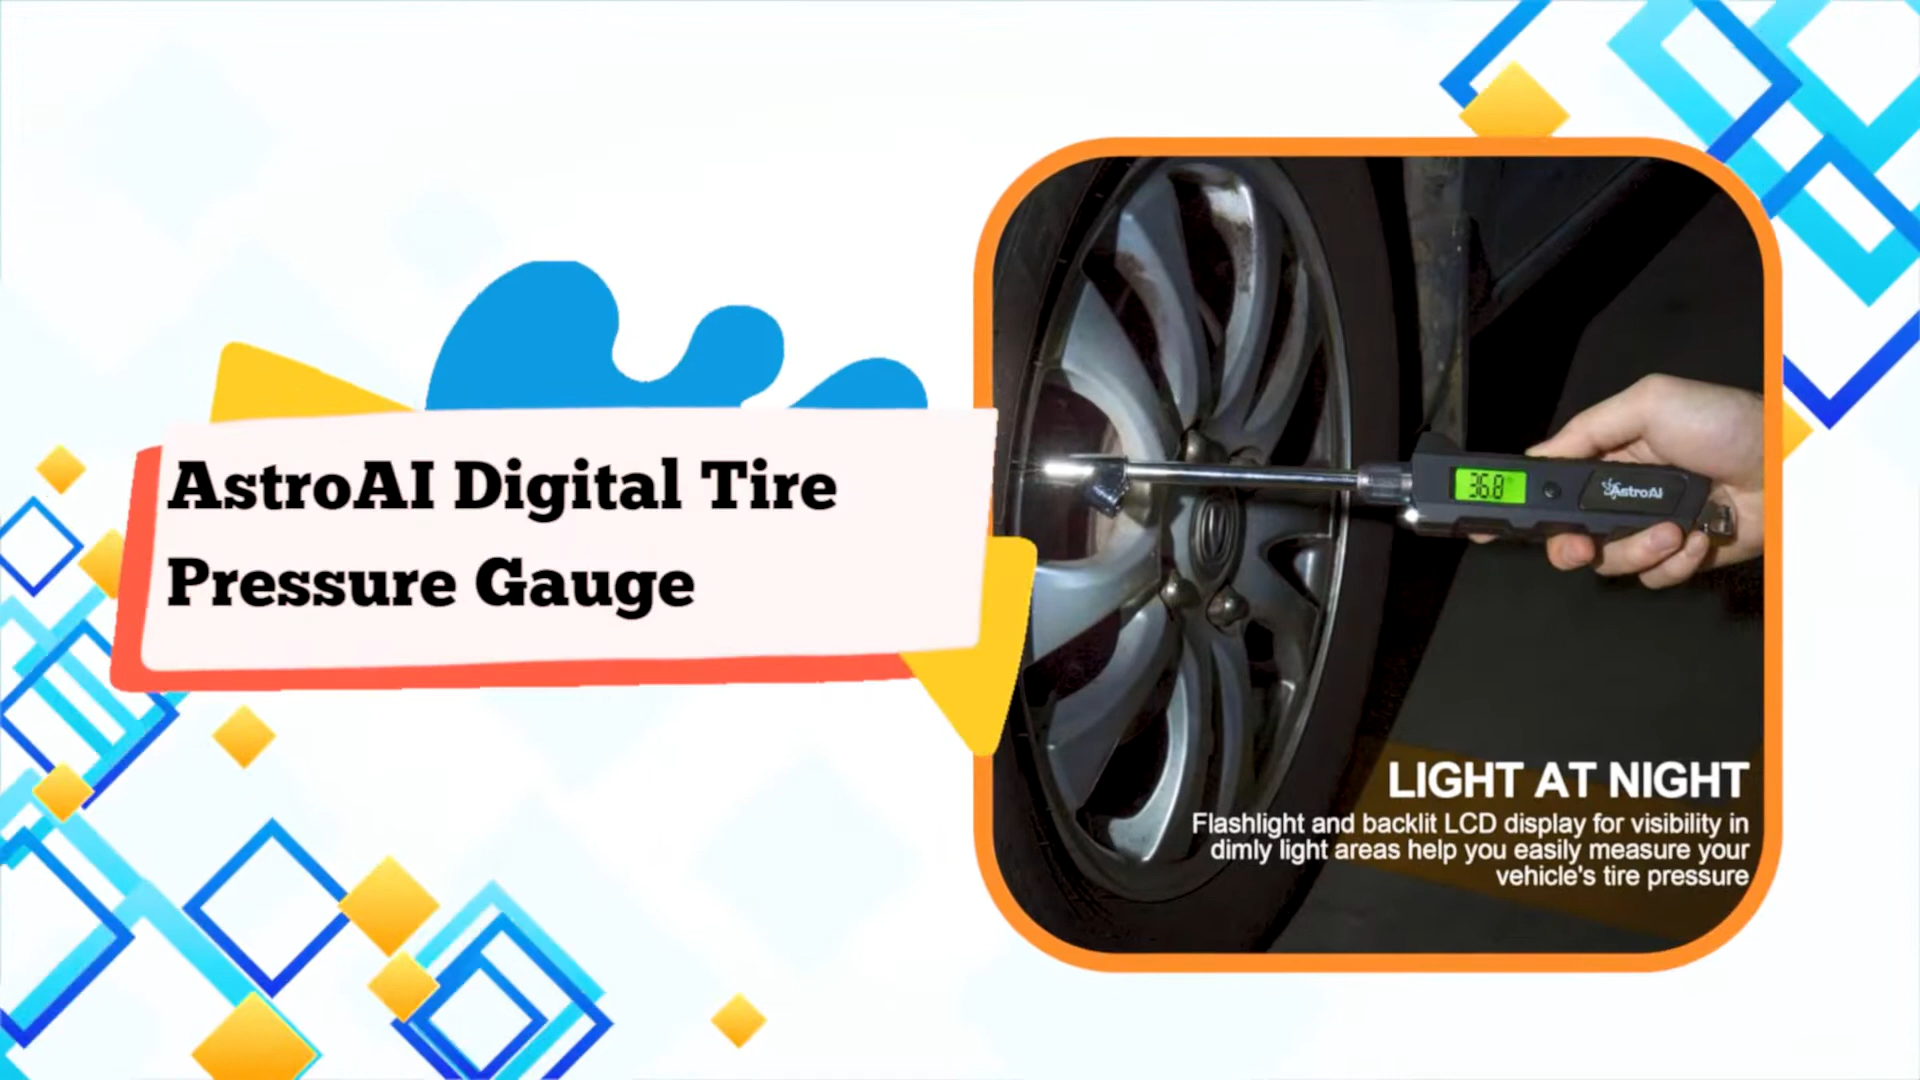 AstroAI Digital Tire
Pressure Gauge
36.8
AstroAI
LIGHT AT NIGHT
Flashlight and backlit LCD display for visibility in
dimly light areas help you easily measure your
vehicle's tire pressure